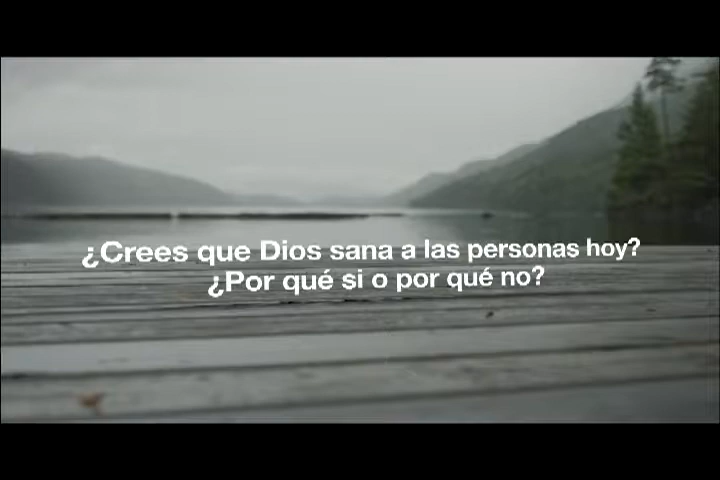 ¿Crees que Dios sana a las personas hoy?
¿Por qué si o por qué no?